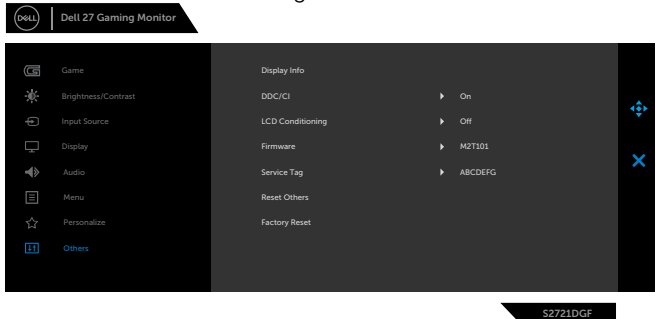 DELL Dell 27 Gaming Monitor
Game Display Info
Brightness/Contrast DDC/CI On
Input Source LCD Conditioning Off
Display Firmware M2T101
Audio Service Tag ABCDEFG
Menu Reset Others
Personalize Factory Reset
Others
S2721DGF